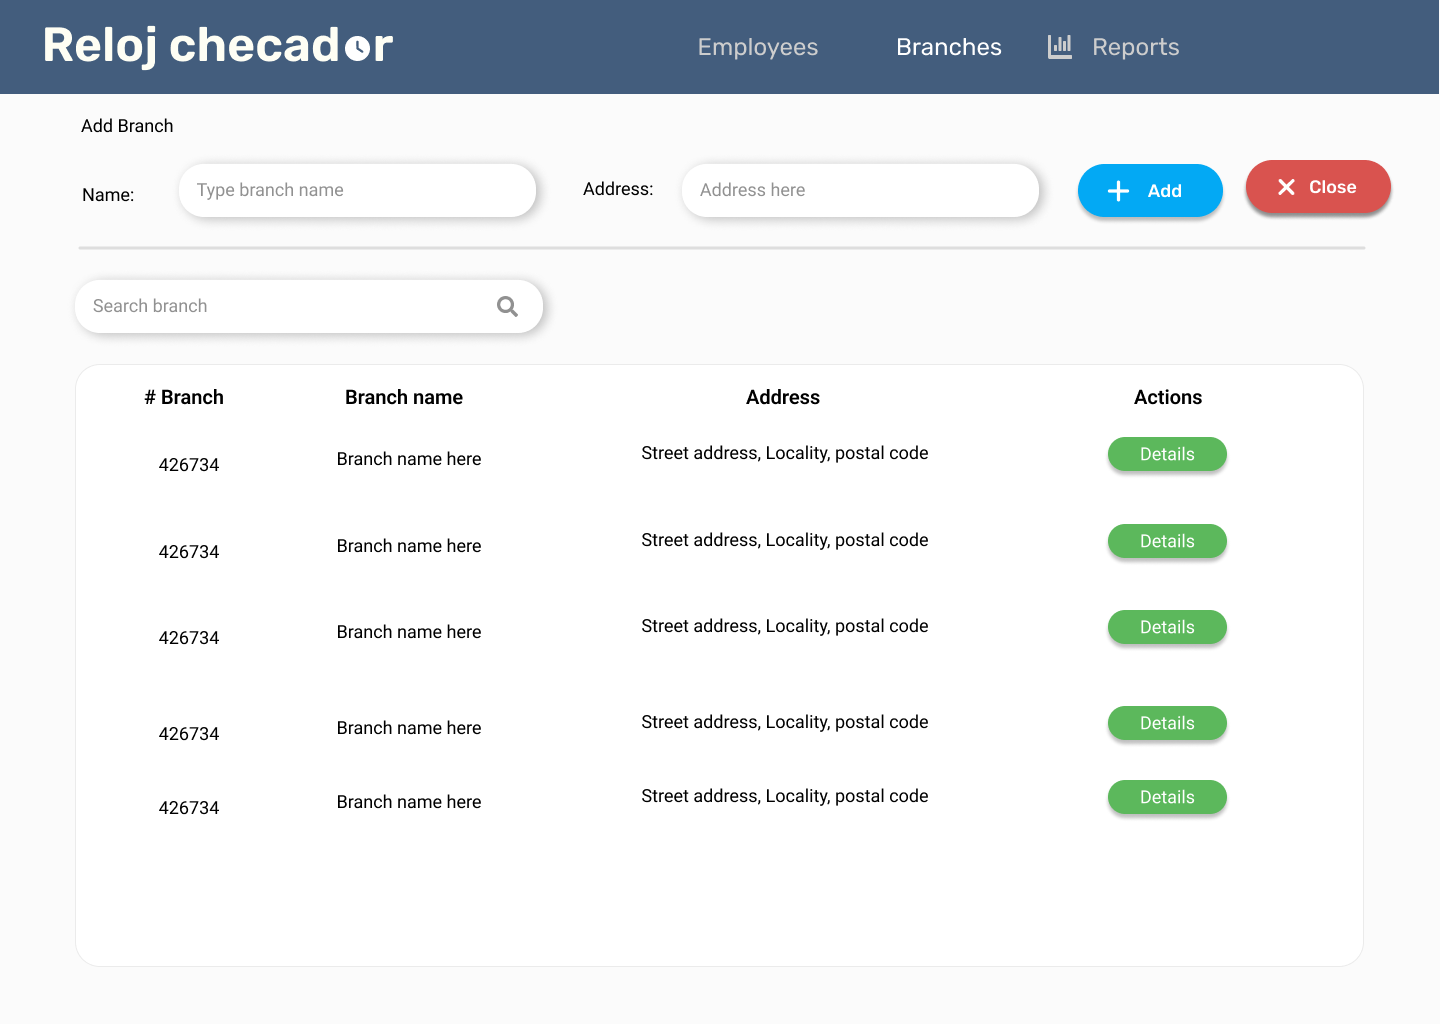 Reloj checador
Employees
Branches
Reports
Add Branch
Name:
Type branch name
Address:
Address here
Add
Close
Search branch
# Branch
Branch name
Address
Actions
426734
Branch name here
Street address, Locality, postal code
Details
426734
Branch name here
Street address, Locality, postal code
Details
426734
Branch name here
Street address, Locality, postal code
Details
426734
Branch name here
Street address, Locality, postal code
Details
426734
Branch name here
Street address, Locality, postal code
Details